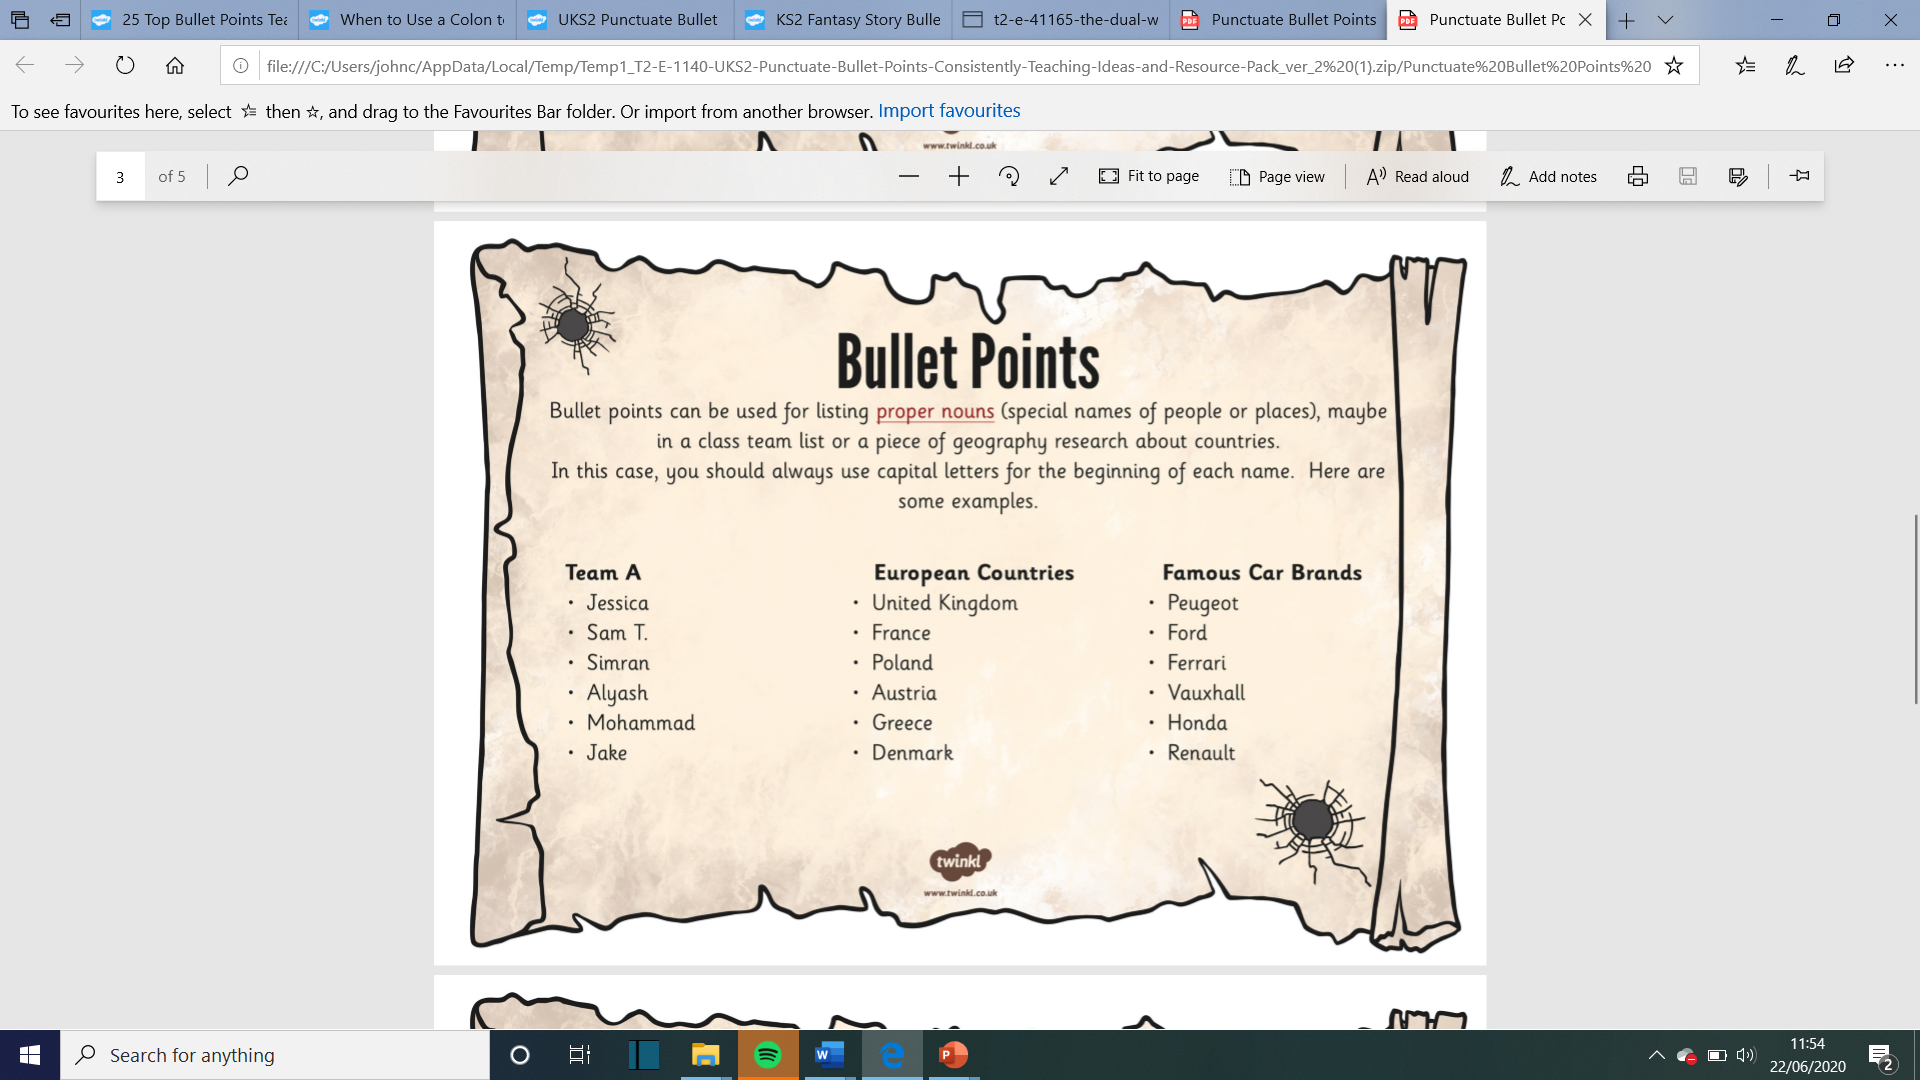 25 Top Bullet Points Tea
When to Use a Colon t
UKS2 Punctuate Bullet
KS2 Fantasy Story Bulle
t2-e-41165-the-dual-w
Punctuate Bullet Points
Punctuate Bullet Pc
file:///C:/Users/johnc/AppData/Local/Temp/Temp1_T2-E-1140-UKS2-Punctuate-Bullet-Points-Consistently-Teaching-Ideas-and-Resource-Pack_ver_2%20(1).zip/Punctuate%20Bullet%20Points%20
To see favourites here, select then , and drag to the Favourites Bar folder. Or import from another browser. Import favourites
www.twinkl.co.uk
3 of 5
Fit to page
Page view
Read aloud
Add notes
Bullet Points
Bullet points can be used for listing proper nouns (special names of people or places), maybe
in a class team list or a piece of geography research about countries.
In this case, you should always use capital letters for the beginning of each name. Here are
some examples.
Team A
• Jessica
• Sam T.
• Simran
• Alyash
• Mohammad
• Jake
European Countries
• United Kingdom
• France
• Poland
• Austria
• Greece
• Denmark
Famous Car Brands
• Peugeot
• Ford
• Ferrari
• Vauxhall
• Honda
• Renault
twinkl
www.twinkl.co.uk
Search for anything
11:54
22/06/2020
2